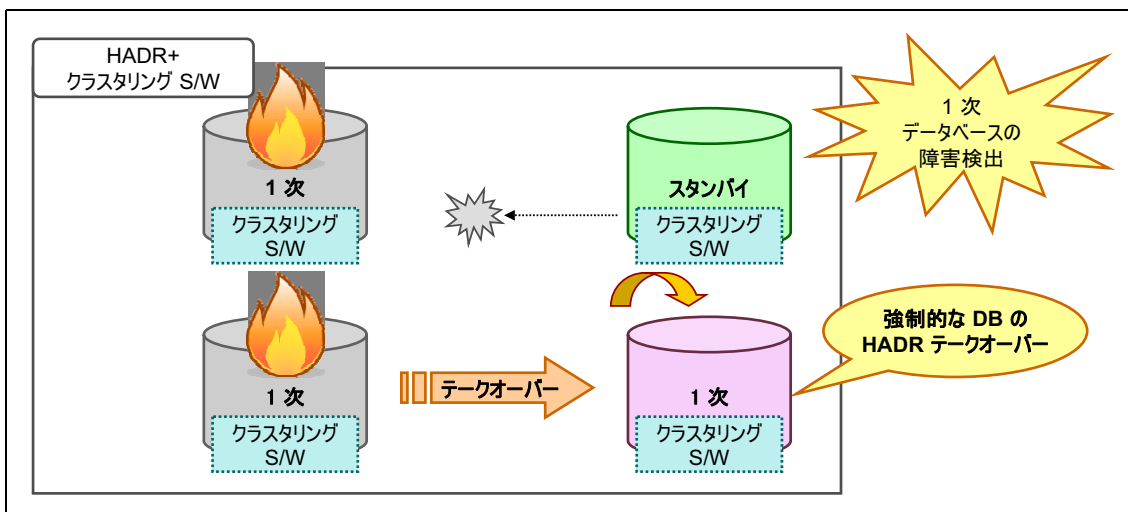 HADR+
クラスタリング S/W
1 次
データベースの
障害検出
1 次
クラスタリング
S/W
スタンバイ
クラスタリング
S/W
強制的な DB の
HADR テークオーバー
1 次
クラスタリング
S/W
テークオーバー
1 次
クラスタリング
S/W